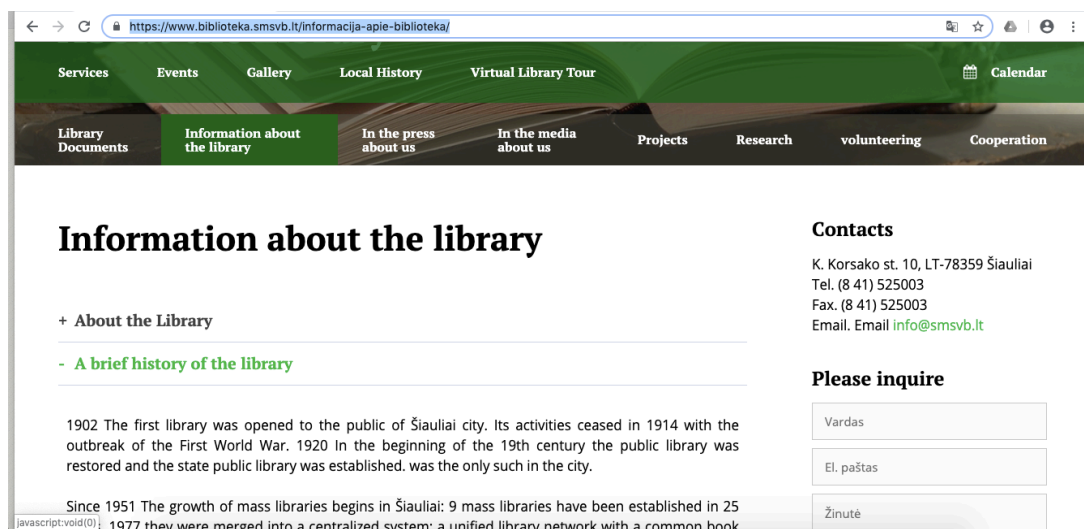 https://www.biblioteka.smsvb.lt/informacija-apie-biblioteka/
Services Events Gallery Local History Virtual Library Tour Calendar
Library Documents Information about the library In the press about us In the media about us Projects Research volunteering Cooperation
Information about the library
+ About the Library
- A brief history of the library
1902 The first library was opened to the public of Šiauliai city. Its activities ceased in 1914 with the
outbreak of the First World War. 1920 In the beginning of the 19th century the public library was
restored and the state public library was established. was the only such in the city.
Since 1951 The growth of mass libraries begins in Šiauliai: 9 mass libraries have been established in 25
1977 they were merged into a centralized system: a unified library network with a common book
javascript:void(0)
Contacts
K. Korsako st. 10, LT-78359 Šiauliai
Tel. (8 41) 525003
Fax. (8 41) 525003
Email. Email info@smsvb.lt
Please inquire
Vardas
El. paštas
Žinutė